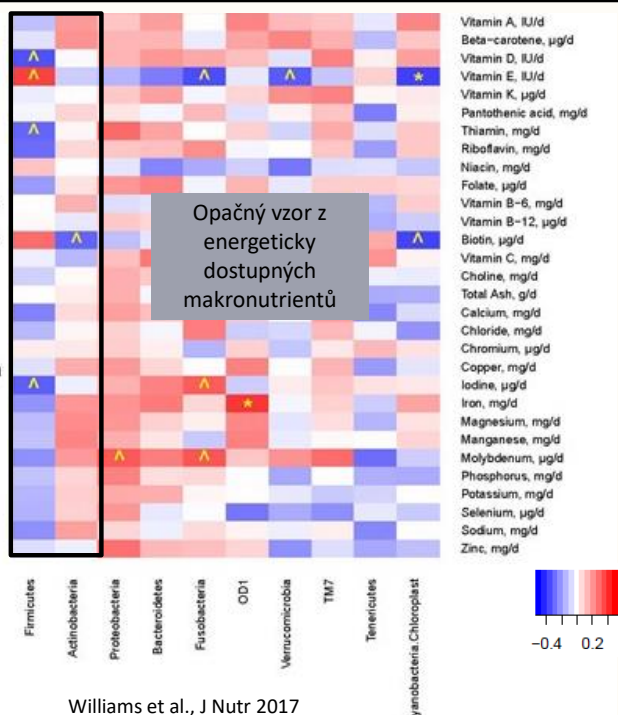 Vitamin A, IU/d
Beta-carotene, µg/d
^ Vitamin D, IU/d
^ ^ ^ * Vitamin E, IU/d
Vitamin K, µg/d
Pantothenic acid, mg/d
^ Thiamin, mg/d
Riboflavin, mg/d
Niacin, mg/d
Folate, µg/d
Vitamin B-6, mg/d
Vitamin B-12, µg/d
^ ^ Biotin, µg/d
Vitamin C, mg/d
Choline, mg/d
Total Ash, g/d
Calcium, mg/d
Chloride, mg/d
Chromium, µg/d
Copper, mg/d
^ ^ Iodine, µg/d
* Iron, mg/d
Magnesium, mg/d
Manganese, mg/d
^ ^ Molybdenum, µg/d
Phosphorus, mg/d
Potassium, mg/d
Selenium, µg/d
Sodium, mg/d
Zinc, mg/d
Opačný vzor z
energeticky
dostupných
makronutrientů
Firmicutes
Actinobacteria
Proteobacteria
Bacteroidetes
Fusobacteria
OD1
Verrucomicrobia
TM7
Tenericutes
yanobacteria.Chloroplast
-0.4 0.2
Williams et al., J Nutr 2017